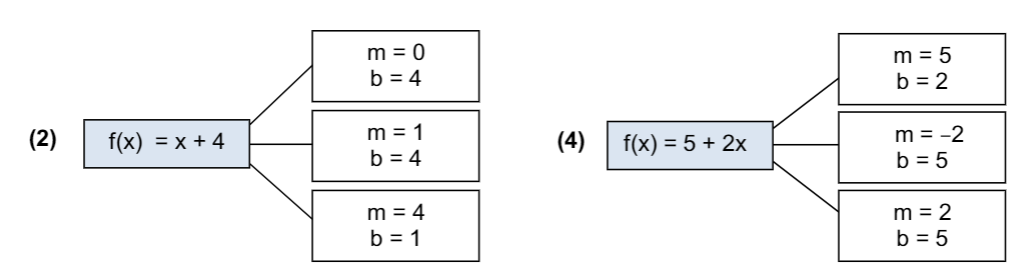 (2)
f(x) = x + 4
m = 0
b = 4
m = 1
b = 4
m = 4
b = 1
(4)
f(x) = 5 + 2x
m = 5
b = 2
m = −2
b = 5
m = 2
b = 5